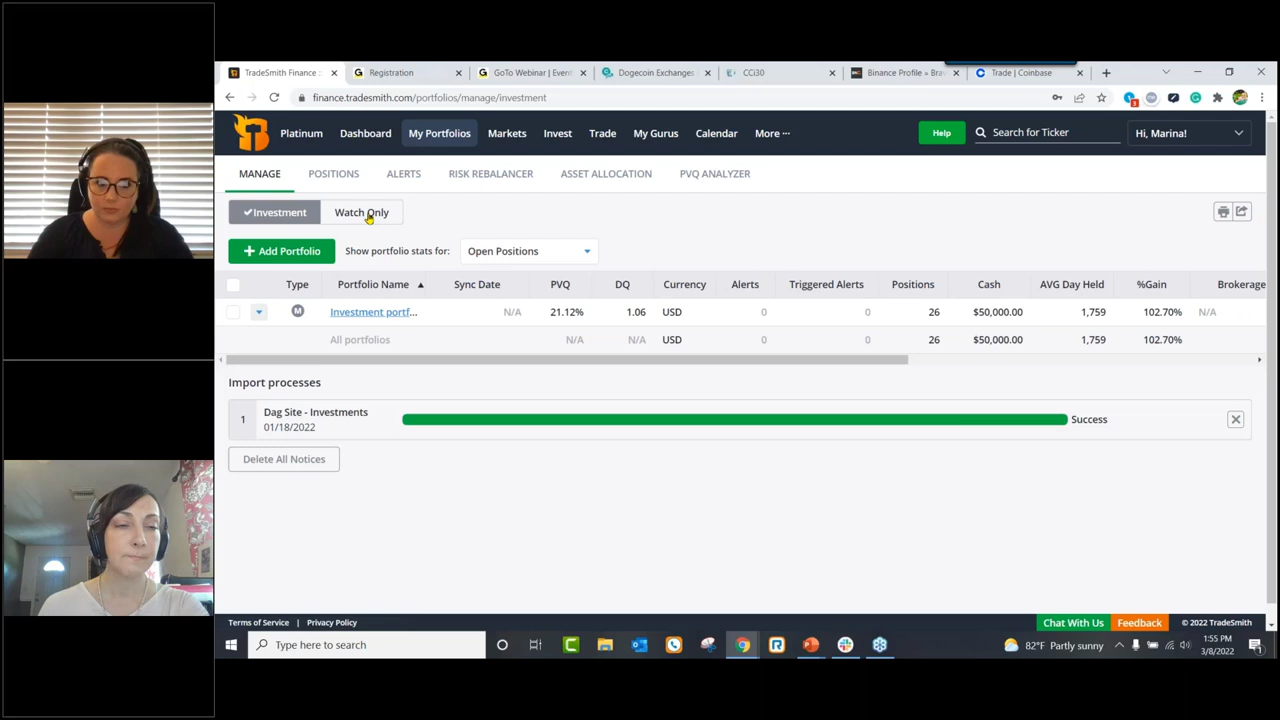 TradeSmith Finance ::
Registration
GoTo Webinar | Event
Dogecoin Exchanges
CCi30
Binance Profile » Brav
Trade | Coinbase
finance.tradesmith.com/portfolios/manage/investment
3
Platinum
Dashboard
My Portfolios
Markets
Invest
Trade
My Gurus
Calendar
More ···
Help
Search for Ticker
Hi, Marina!
MANAGE
POSITIONS
ALERTS
RISK REBALANCER
ASSET ALLOCATION
PVQ ANALYZER
Investment
Watch Only
+ Add Portfolio
Show portfolio stats for:
Open Positions
Type Portfolio Name Sync Date PVQ DQ Currency Alerts Triggered Alerts Positions Cash AVG Day Held %Gain Brokerage
M Investment portf... N/A 21.12% 1.06 USD 0 0 26 $50,000.00 1,759 102.70% N/A
All portfolios N/A N/A USD 0 0 26 $50,000.00 1,759 102.70%
Import processes
1
Dag Site - Investments
01/18/2022
Success
Delete All Notices
Terms of Service | Privacy Policy
Chat With Us
Feedback
© 2022 TradeSmith
Type here to search
82°F Partly sunny
1:55 PM
3/8/2022